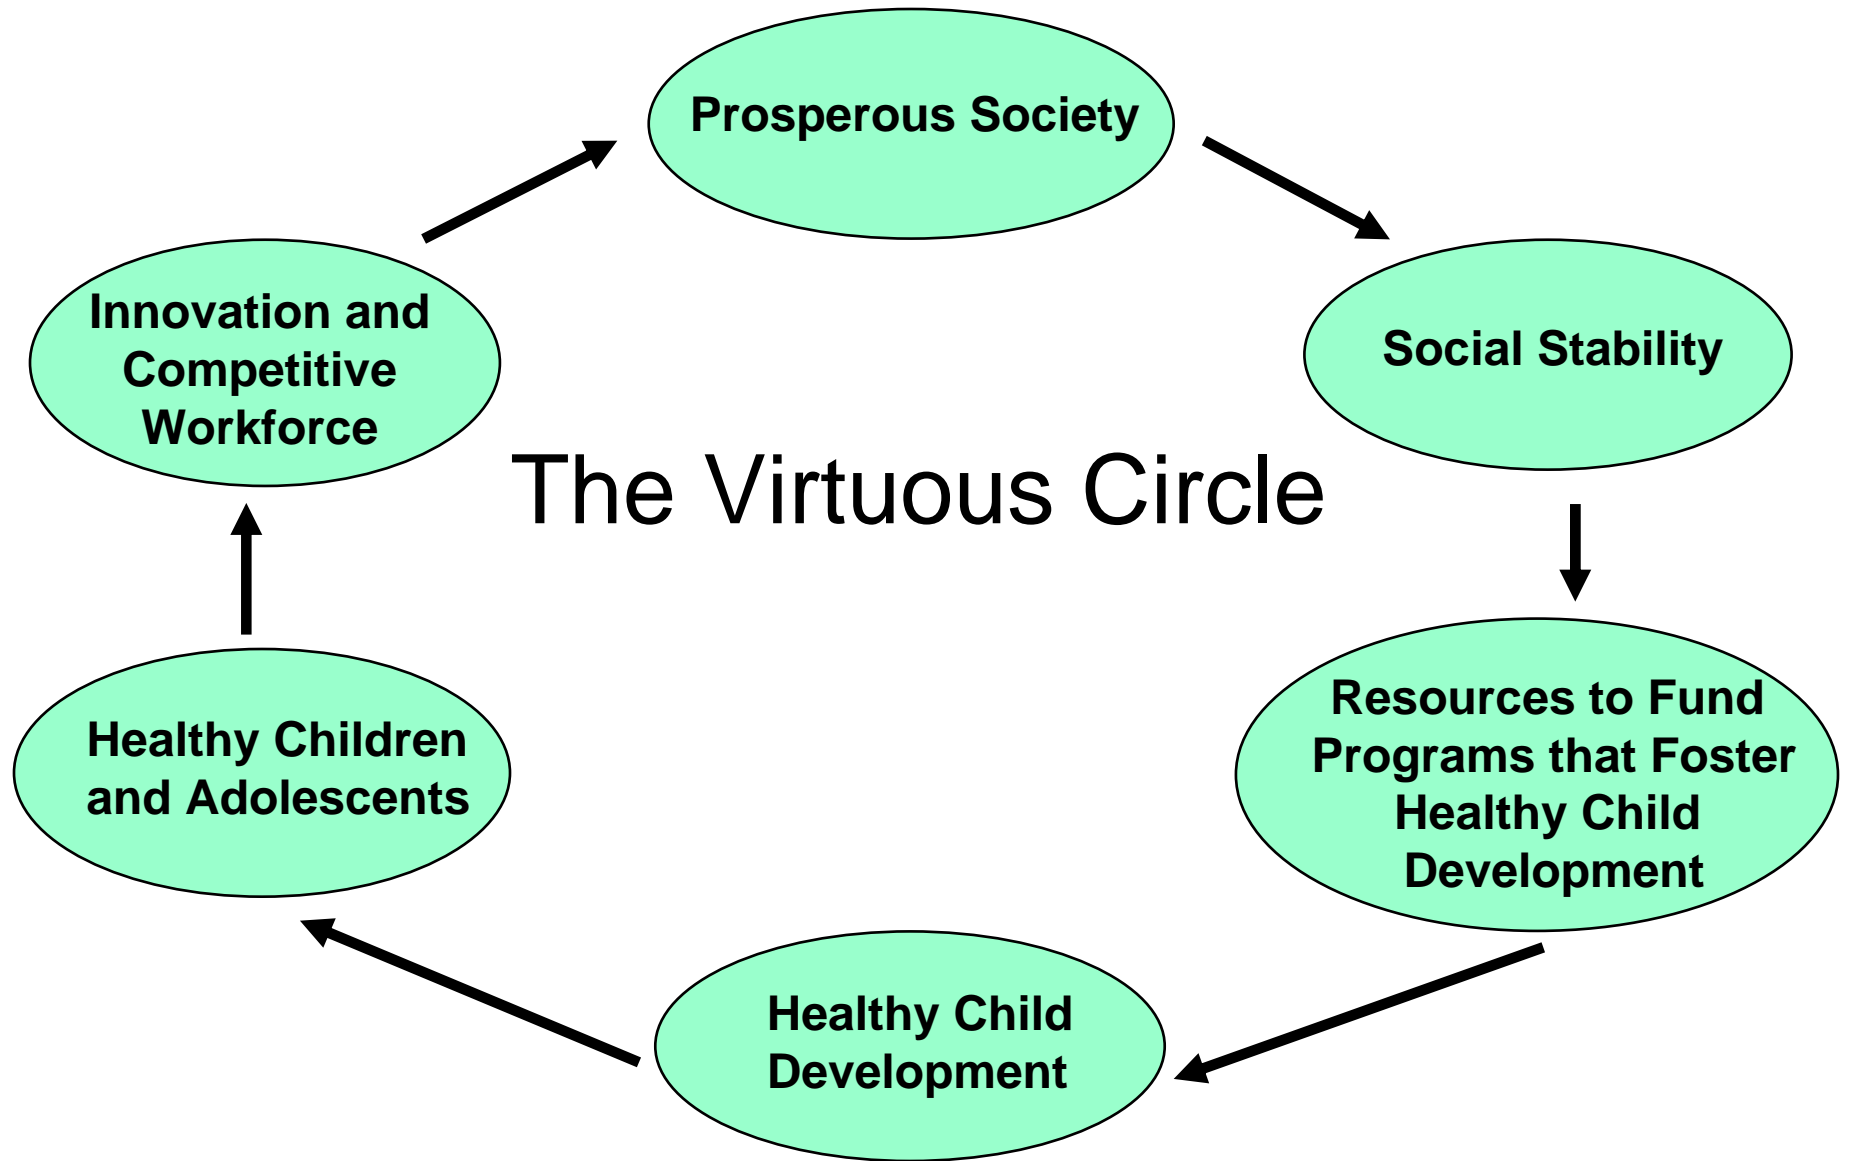 Prosperous Society
Innovation and
Competitive
Workforce
Social Stability
The Virtuous Circle
Healthy Children
and Adolescents
Resources to Fund
Programs that Foster
Healthy Child
Development
Healthy Child
Development